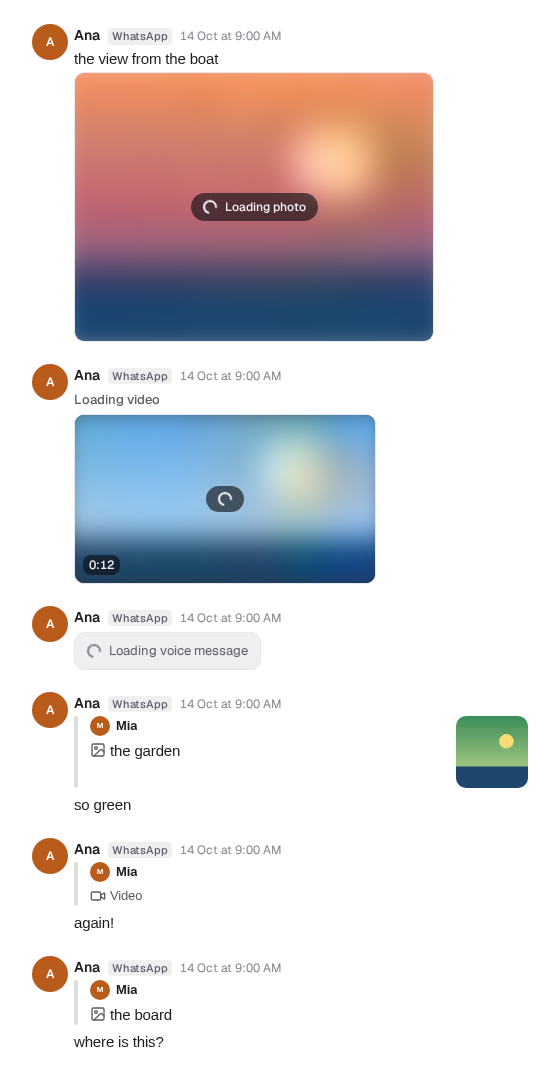 A Ana WhatsApp 14 Oct at 9:00 AM
the view from the boat
Loading photo
A Ana WhatsApp 14 Oct at 9:00 AM
Loading video
0:12
A Ana WhatsApp 14 Oct at 9:00 AM
Loading voice message
A Ana WhatsApp 14 Oct at 9:00 AM
M Mia
the garden
so green
A Ana WhatsApp 14 Oct at 9:00 AM
M Mia
Video
again!
A Ana WhatsApp 14 Oct at 9:00 AM
M Mia
the board
where is this?